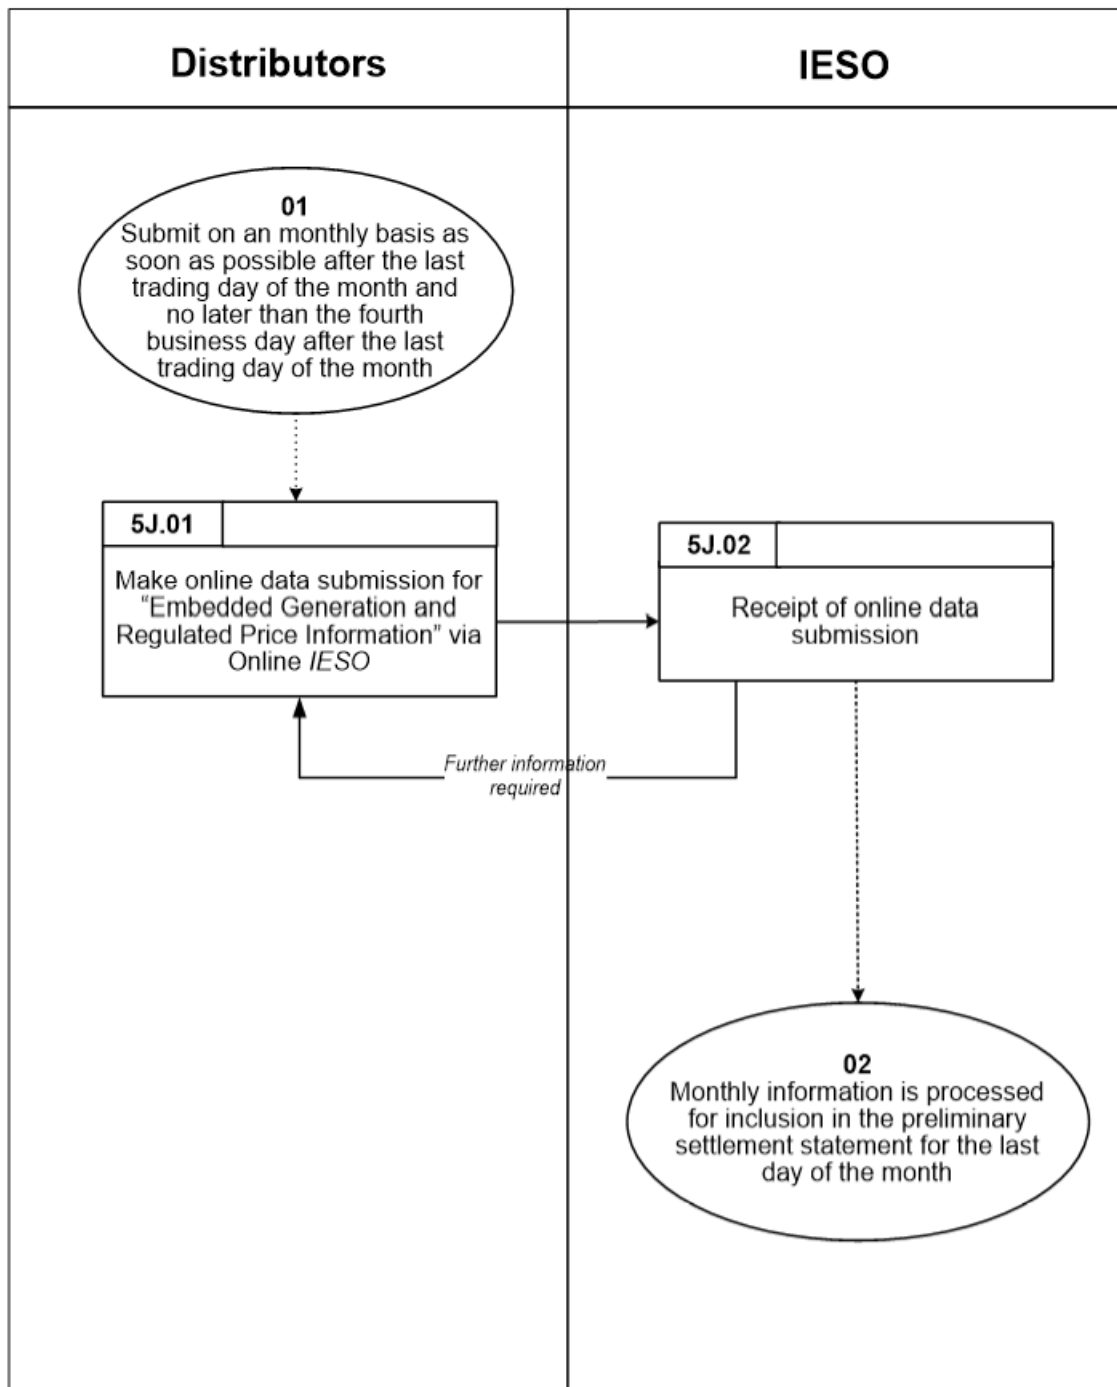 Distributors
IESO
01
Submit on an monthly basis as
soon as possible after the last
trading day of the month and
no later than the fourth
business day after the last
trading day of the month
5J.01
Make online data submission for
“Embedded Generation and
Regulated Price Information” via
Online IESO
5J.02
Receipt of online data
submission
Further information
required
02
Monthly information is processed
for inclusion in the preliminary
settlement statement for the last
day of the month